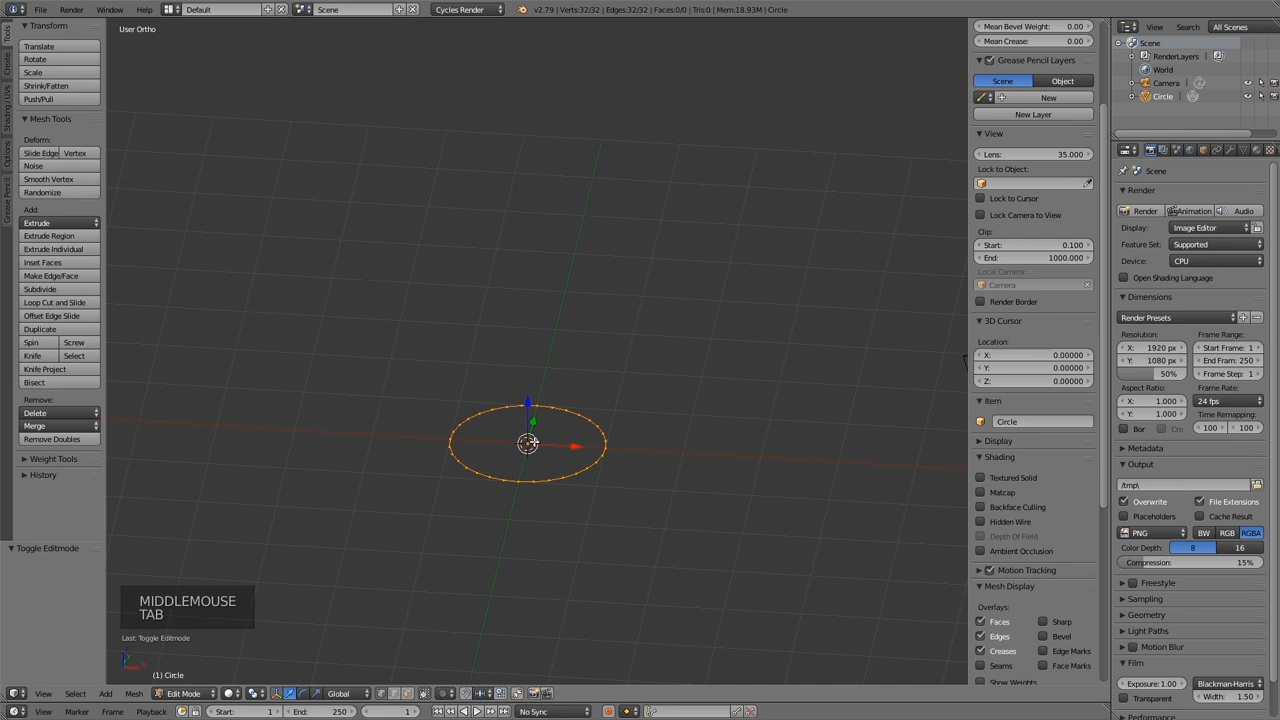 File Render Window Help Default Scene Cycles Render v2.79 | Verts:32/32 | Edges:32/32 | Faces:0/0 | Tris:0 | Mem:18.93M | Circle
Tools
Create
Shading / UVs
Options
Grease Pencil
Transform
Translate
Rotate
Scale
Shrink/Fatten
Push/Pull
Mesh Tools
Deform:
Slide Edge Vertex
Noise
Smooth Vertex
Randomize
Add:
Extrude
Extrude Region
Extrude Individual
Inset Faces
Make Edge/Face
Subdivide
Loop Cut and Slide
Offset Edge Slide
Duplicate
Spin Screw
Knife Select
Knife Project
Bisect
Remove:
Delete
Merge
Remove Doubles
Weight Tools
History
Toggle Editmode
User Ortho
MIDDLEMOUSE
TAB
Last: Toggle Editmode
(1) Circle
Mean Bevel Weight: 0.00
Mean Crease: 0.00
Grease Pencil Layers
Scene Object
New
New Layer
View
Lens: 35.000
Lock to Object:
Lock to Cursor
Lock Camera to View
Clip:
Start: 0.100
End: 1000.000
Local Camera:
Camera
Render Border
3D Cursor
Location:
X: 0.00000
Y: 0.00000
Z: 0.00000
Item
Circle
Display
Shading
Textured Solid
Matcap
Backface Culling
Hidden Wire
Depth Of Field
Ambient Occlusion
Motion Tracking
Mesh Display
Overlays:
Faces Sharp
Edges Bevel
Creases Edge Marks
Seams Face Marks
Show Weights
View Search All Scenes
Scene
RenderLayers
World
Camera
Circle
Scene
Render
Render Animation Audio
Display: Image Editor
Feature Set: Supported
Device: CPU
Open Shading Language
Dimensions
Render Presets
Resolution: Frame Range:
X: 1920 px Start Frame: 1
Y: 1080 px End Fram: 250
50% Frame Step: 1
Aspect Ratio: Frame Rate:
X: 1.000 24 fps
Y: 1.000 Time Remapping:
Bor Cro 100 100
Metadata
Output
/tmp\
Overwrite File Extensions
Placeholders Cache Result
PNG BW RGB RGBA
Color Depth: 8 16
Compression: 15%
Freestyle
Sampling
Geometry
Light Paths
Motion Blur
Film
Exposure: 1.00 Blackman-Harris
Transparent Width: 1.50
Performance
View Select Add Mesh Edit Mode Global
View Marker Frame Playback Start: 1 End: 250 1 No Sync